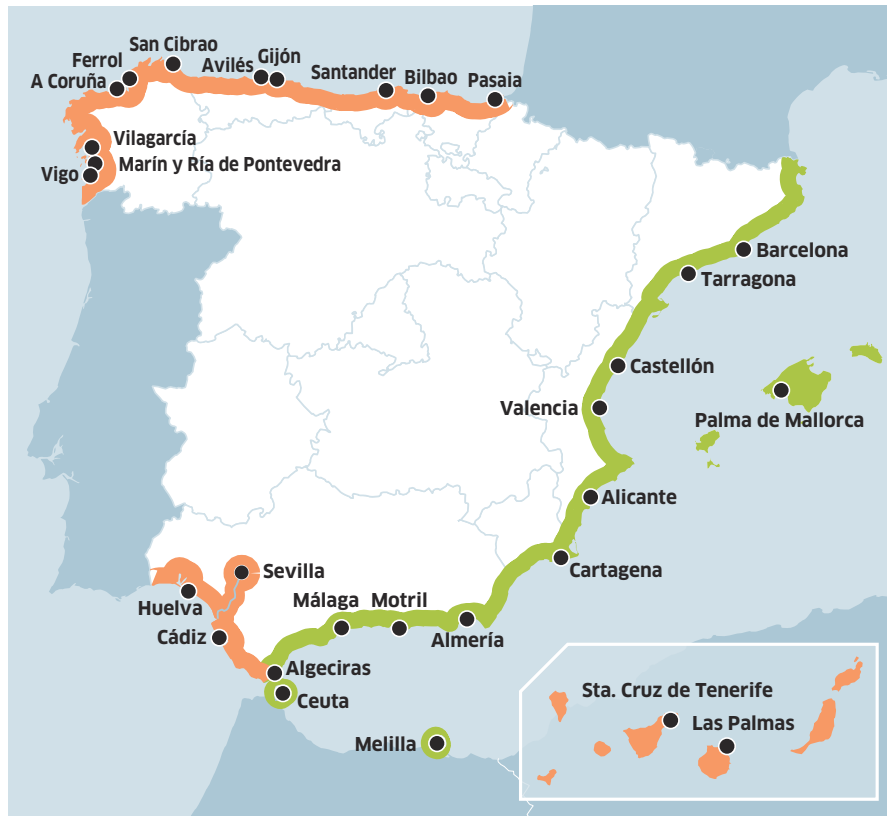 San Cibrao
Ferrol
Avilés
Gijón
A Coruña
Santander
Bilbao
Pasaia
Vilagarcía
Marín y Ría de Pontevedra
Vigo
Barcelona
Tarragona
Castellón
Valencia
Palma de Mallorca
Alicante
Cartagena
Sevilla
Huelva
Málaga
Motril
Almería
Cádiz
Algeciras
Ceuta
Melilla
Sta. Cruz de Tenerife
Las Palmas